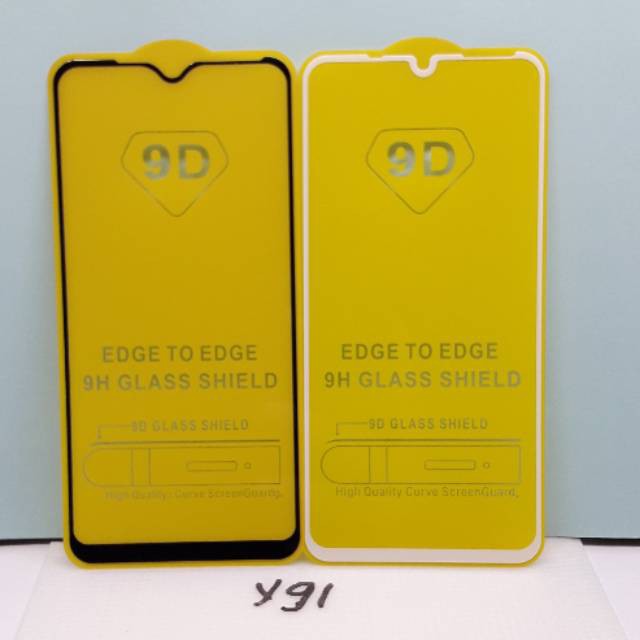 9D
EDGE TO EDGE
9H GLASS SHIELD
9D GLASS SHIELD
High Quality Curve ScreenGuard,
9D
EDGE TO EDGE
9H GLASS SHIELD
9D GLASS SHIELD
High Quality Curve ScreenGuard,
Y91